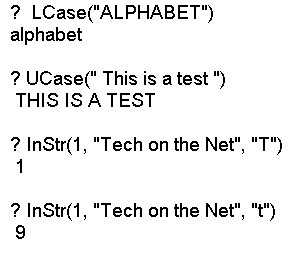 ?  LCase("ALPHABET")
alphabet
? UCase(" This is a test ")
THIS IS A TEST
? InStr(1, "Tech on the Net", "T")
1
? InStr(1, "Tech on the Net", "t")
9